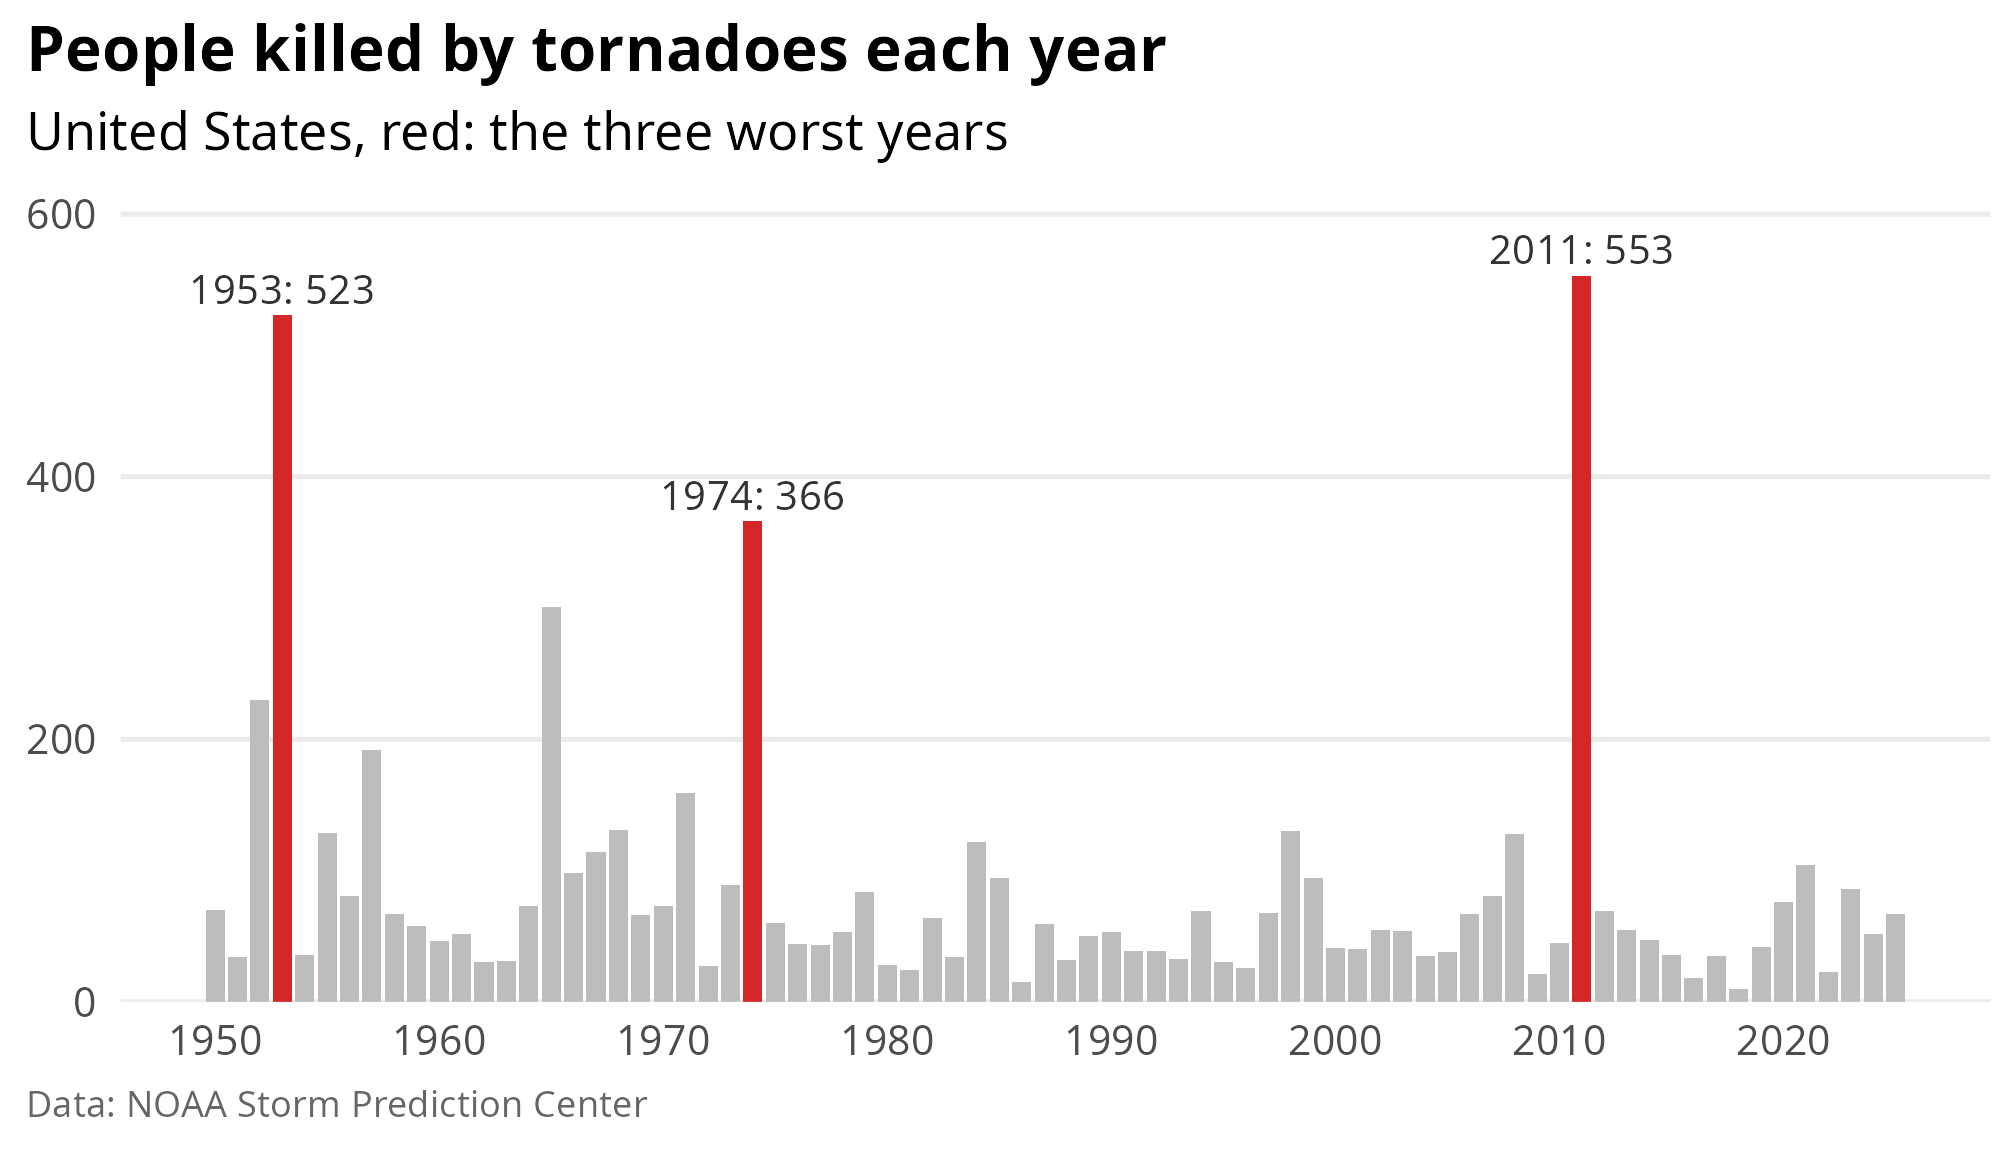 People killed by tornadoes each year
United States, red: the three worst years
600
400
200
0
1953: 523
1974: 366
2011: 553
1950 1960 1970 1980 1990 2000 2010 2020
Data: NOAA Storm Prediction Center